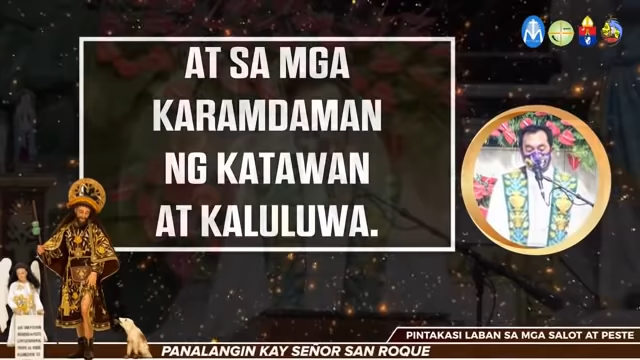 AT SA MGA
KARAMDAMAN
NG KATAWAN
AT KALULUWA.
PINTAKASI LABAN SA MGA SALOT AT PESTE
PANALANGIN KAY SEÑOR SAN ROQUE